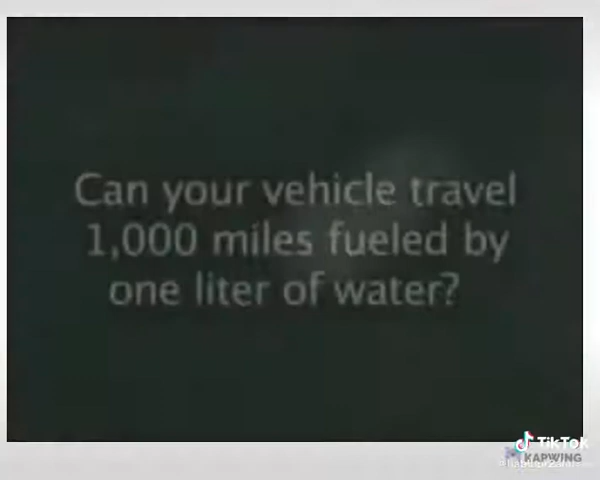 Can your vehicle travel
1,000 miles fueled by
one liter of water?
TikTok
KAPWING